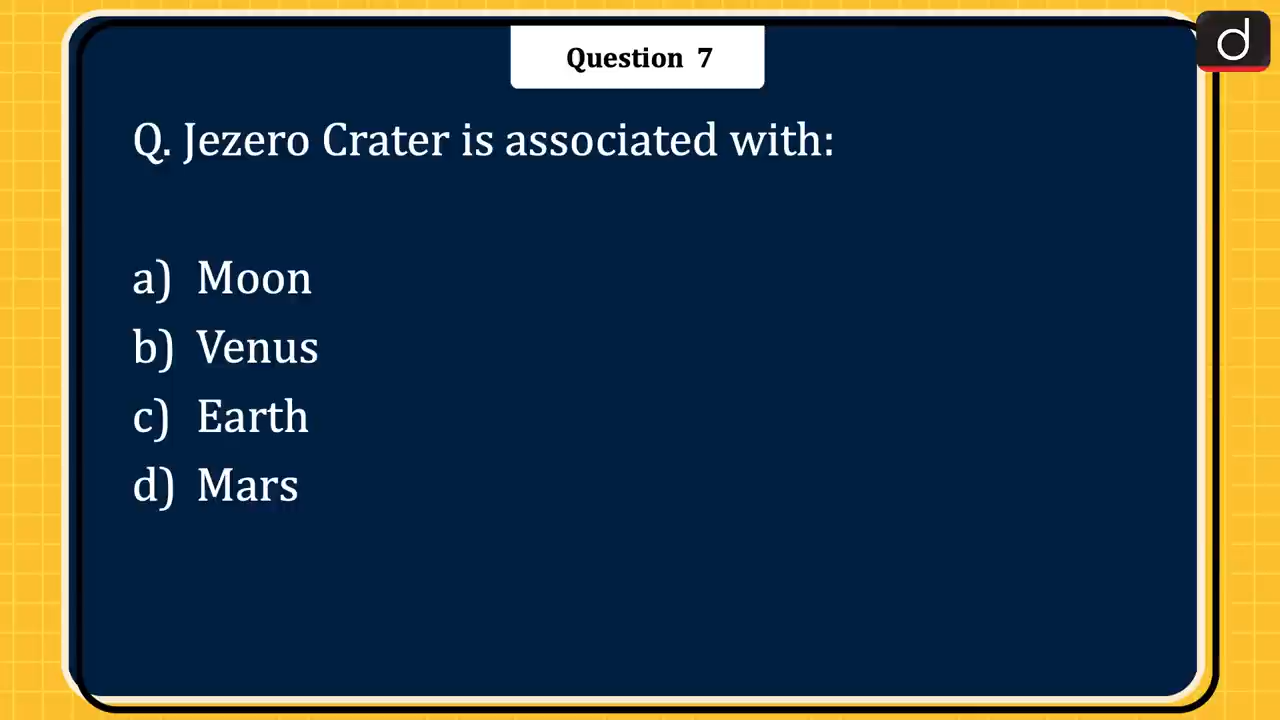 Question 7
d
Q. Jezero Crater is associated with:
a) Moon
b) Venus
c) Earth
d) Mars